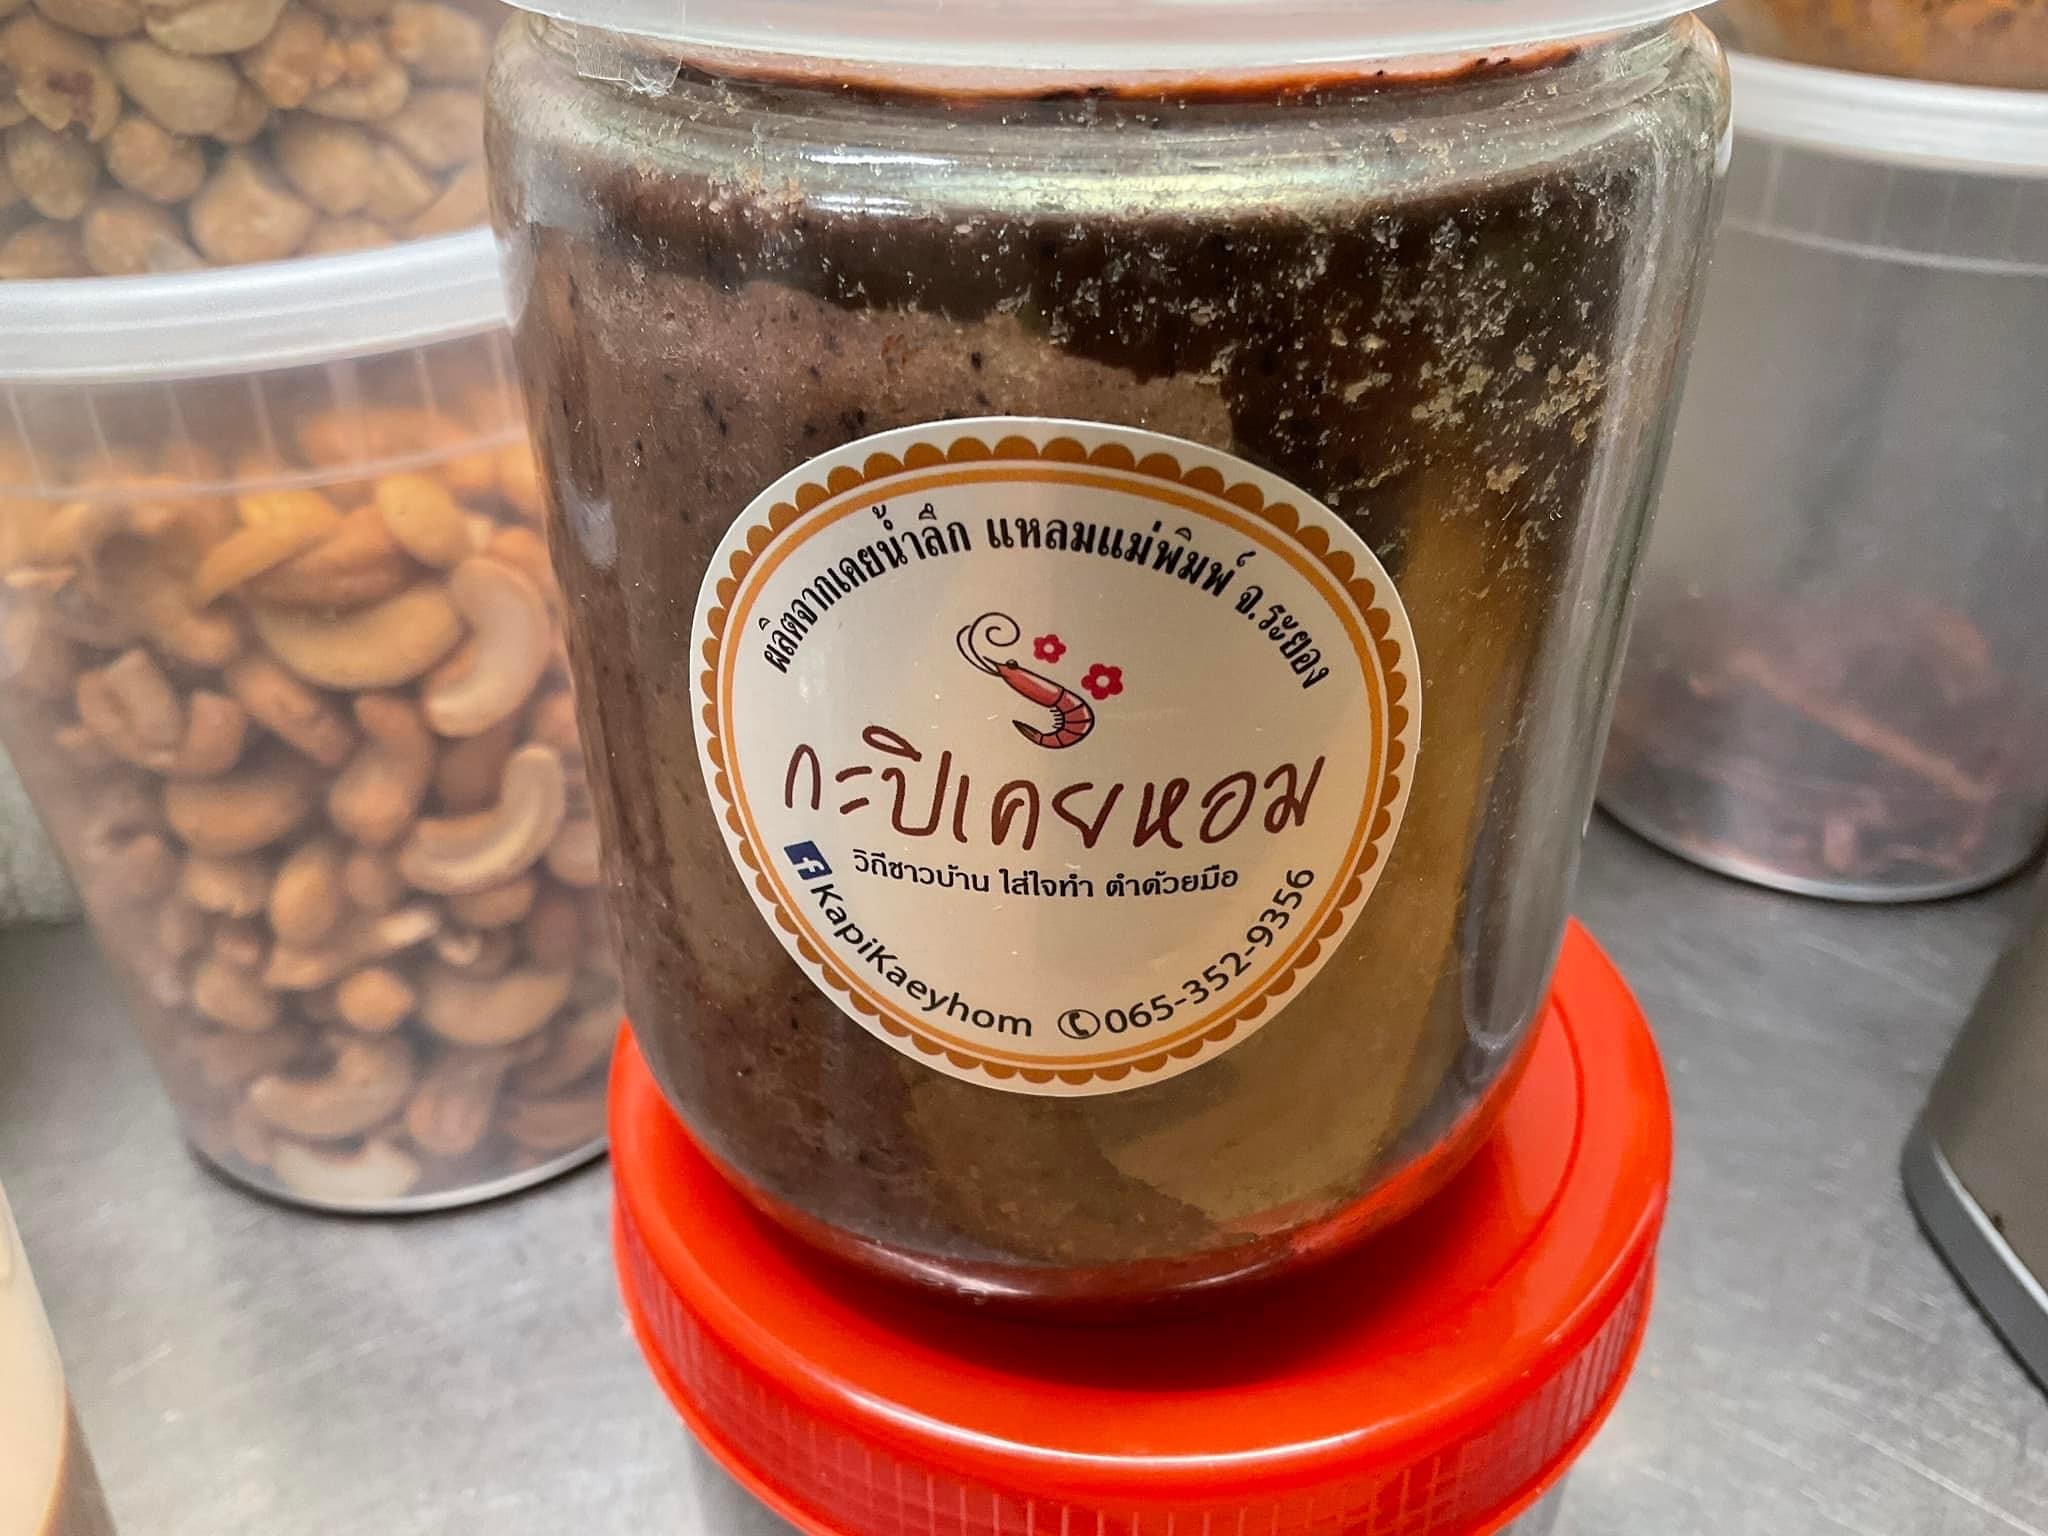 ผลิตจากเคยน้ำลึก แหลมแม่พิมพ์ จ.ระยอง
กะปิเคยหอม
วิถีชาวบ้าน ใส่ใจทำ ตำด้วยมือ
f KapiKaeyhom 065-352-9356